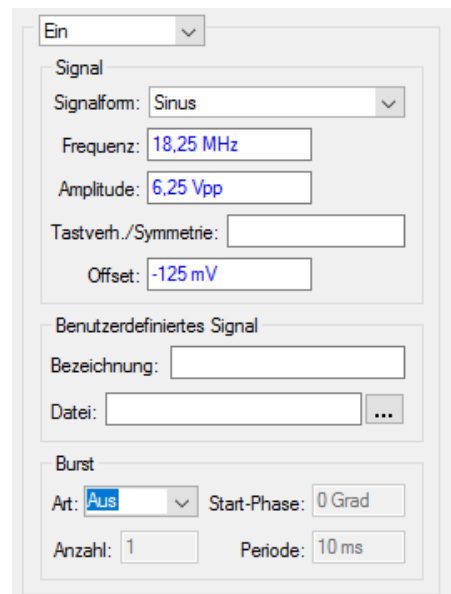 Ein
Signal
Signalform: Sinus
Frequenz: 18,25 MHz
Amplitude: 6,25 Vpp
Tastverh./Symmetrie:
Offset: -125 mV
Benutzerdefiniertes Signal
Bezeichnung:
Datei: ...
Burst
Art: Aus Start-Phase: 0 Grad
Anzahl: 1 Periode: 10 ms